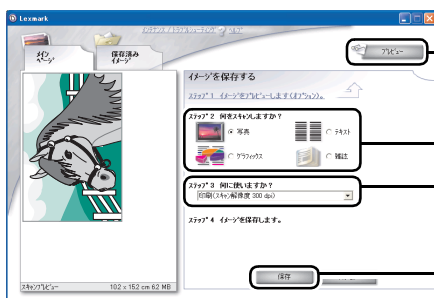 Lexmark
メイン
ページ
保存済み
イメージ
プレビュー
イメージを保存する
ステップ 1 イメージをプレビューします(オプション)。
ステップ 2 何をスキャンしますか?
写真
テキスト
グラフィックス
雑誌
ステップ 3 何に使いますか?
印刷(スキャン解像度 300 dpi)
ステップ 4 イメージを保存します。
保存
スキャンプレビュー 10.2 x 15.2 cm 6.2 MB